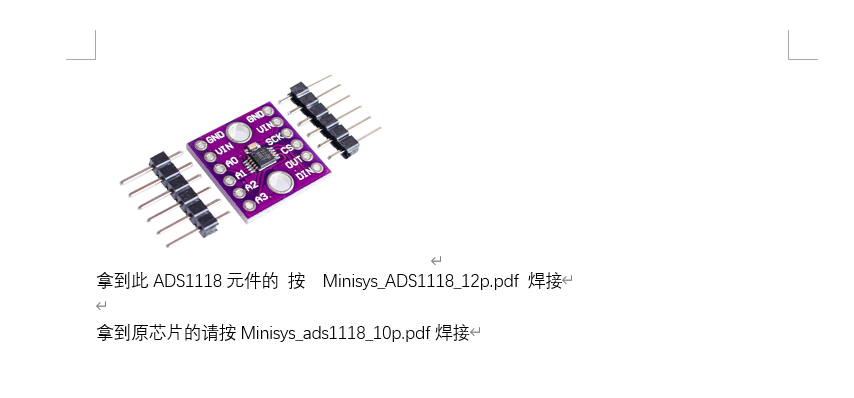 GND
VIN
A0
A1
A2
A3
GND
VIN
SCK
CS
OUT
DIN
拿到此 ADS1118 元件的 按 Minisys_ADS1118_12p.pdf 焊接
拿到原芯片的请按 Minisys_ads1118_10p.pdf 焊接